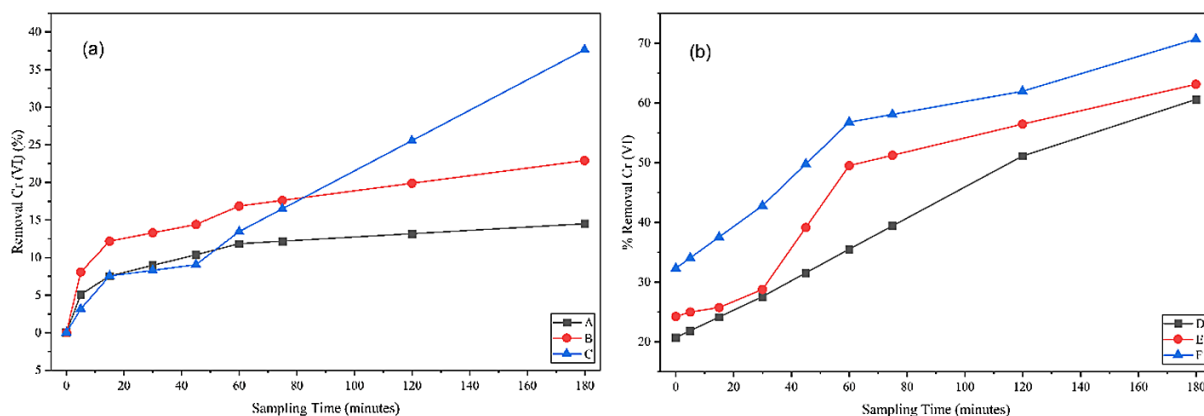 (a)
Removal Cr (VI) (%)
40
35
30
25
20
15
10
5
0
5
0 20 40 60 80 100 120 140 160 180
Sampling Time (minutes)
A
B
C
(b)
% Removal Cr (VI)
70
60
50
40
30
20
0 20 40 60 80 100 120 140 160 180
Sampling Time (minutes)
D
E
F